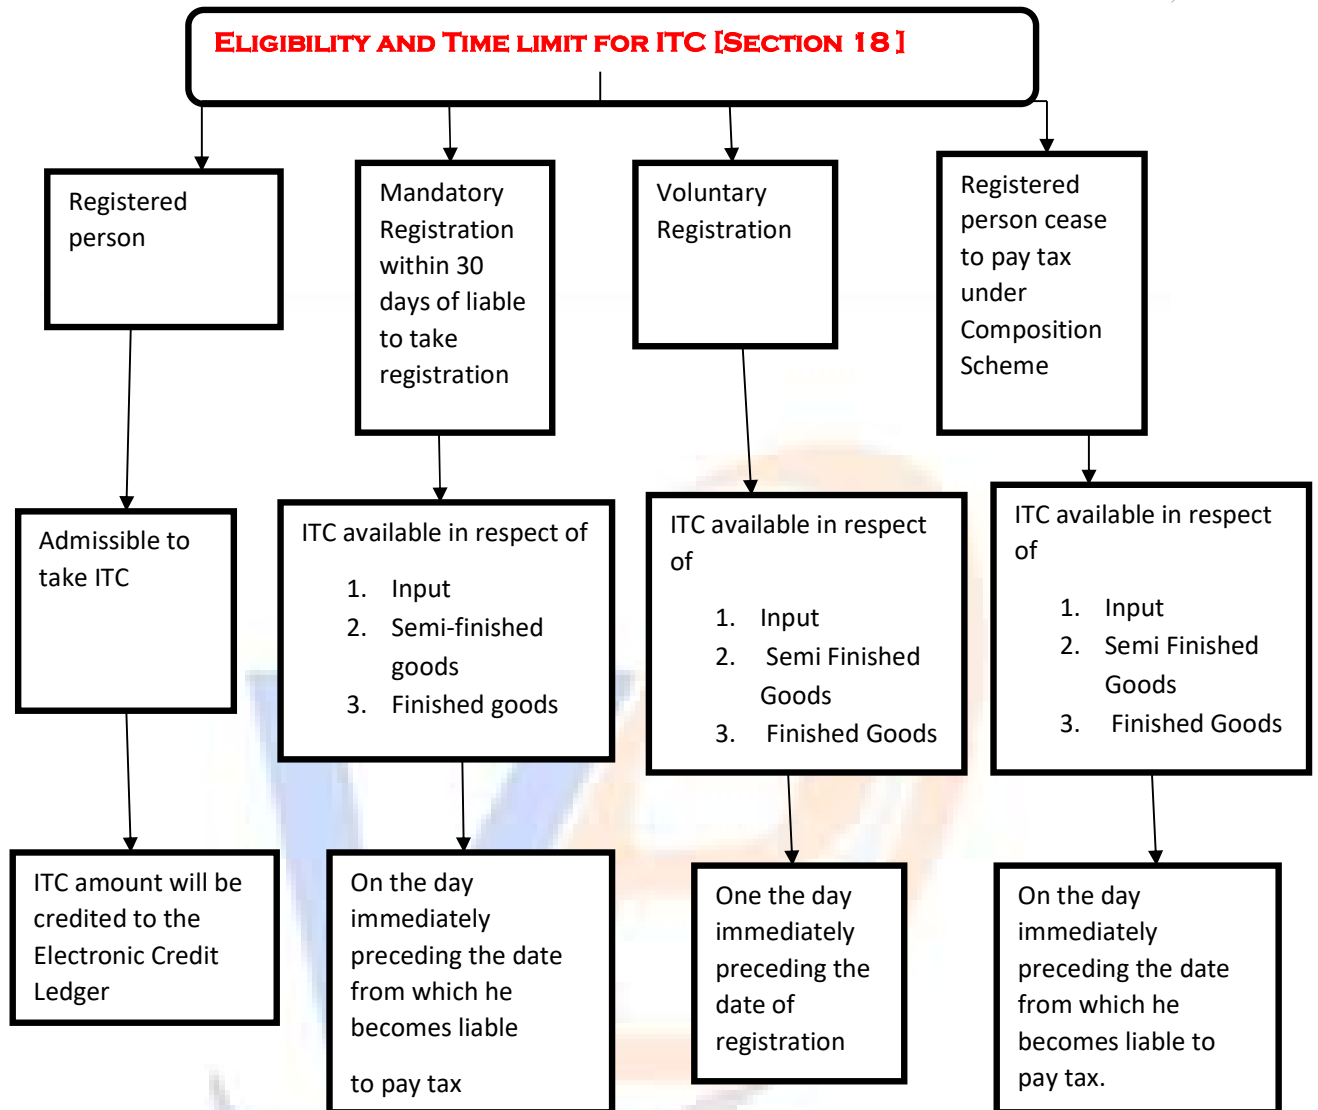 ELIGIBILITY AND TIME LIMIT FOR ITC [SECTION 18 ]
Registered
person
Mandatory
Registration
within 30
days of liable
to take
registration
Voluntary
Registration
Registered
person cease
to pay tax
under
Composition
Scheme
Admissible to
take ITC
ITC available in respect of
1. Input
2. Semi-finished
goods
3. Finished goods
ITC available in respect
of
1. Input
2. Semi Finished
Goods
3. Finished Goods
ITC available in respect
of
1. Input
2. Semi Finished
Goods
3. Finished Goods
ITC amount will be
credited to the
Electronic Credit
Ledger
On the day
immediately
preceding the date
from which he
becomes liable
to pay tax
One the day
immediately
preceding the
date of
registration
On the day
immediately
preceding the date
from which he
becomes liable to
pay tax.